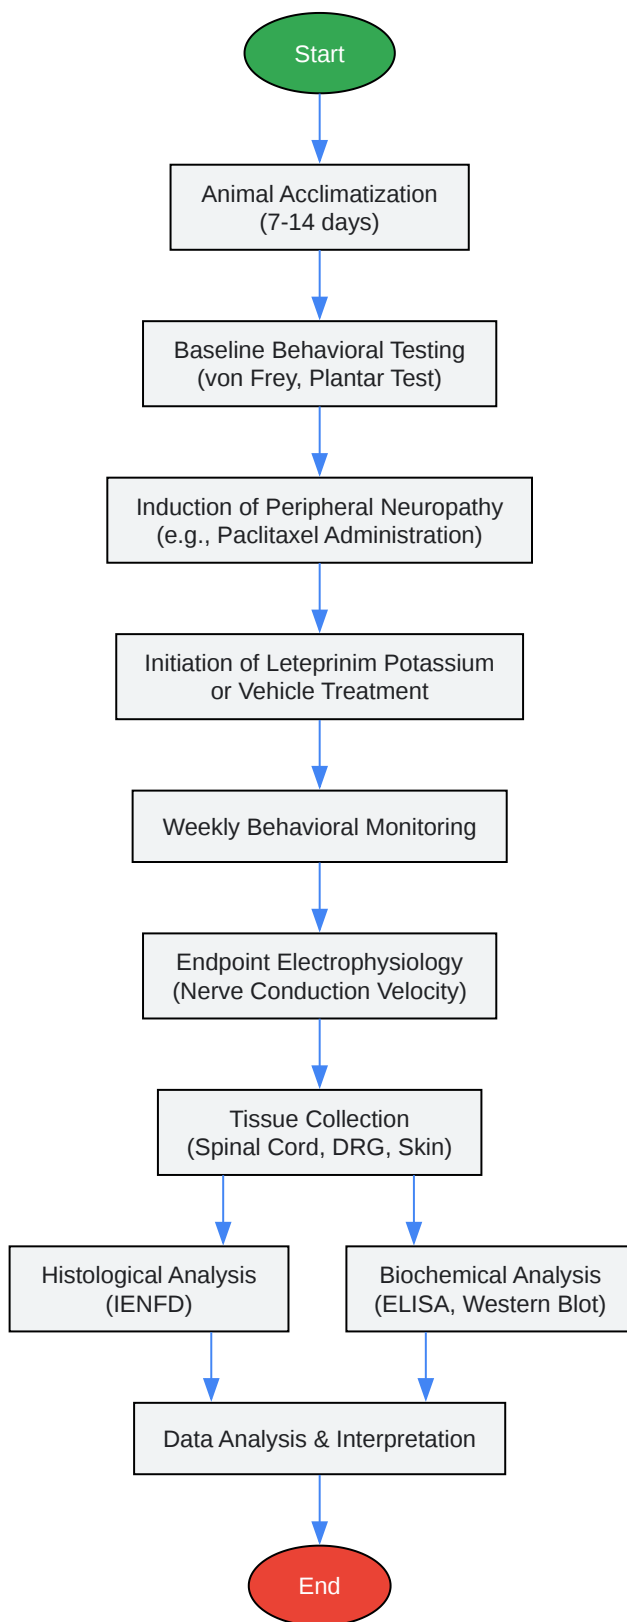 Start
Animal Acclimatization
(7-14 days)
Baseline Behavioral Testing
(von Frey, Plantar Test)
Induction of Peripheral Neuropathy
(e.g., Paclitaxel Administration)
Initiation of Leteprinim Potassium
or Vehicle Treatment
Weekly Behavioral Monitoring
Endpoint Electrophysiology
(Nerve Conduction Velocity)
Tissue Collection
(Spinal Cord, DRG, Skin)
Histological Analysis
(IENFD)
Biochemical Analysis
(ELISA, Western Blot)
Data Analysis & Interpretation
End